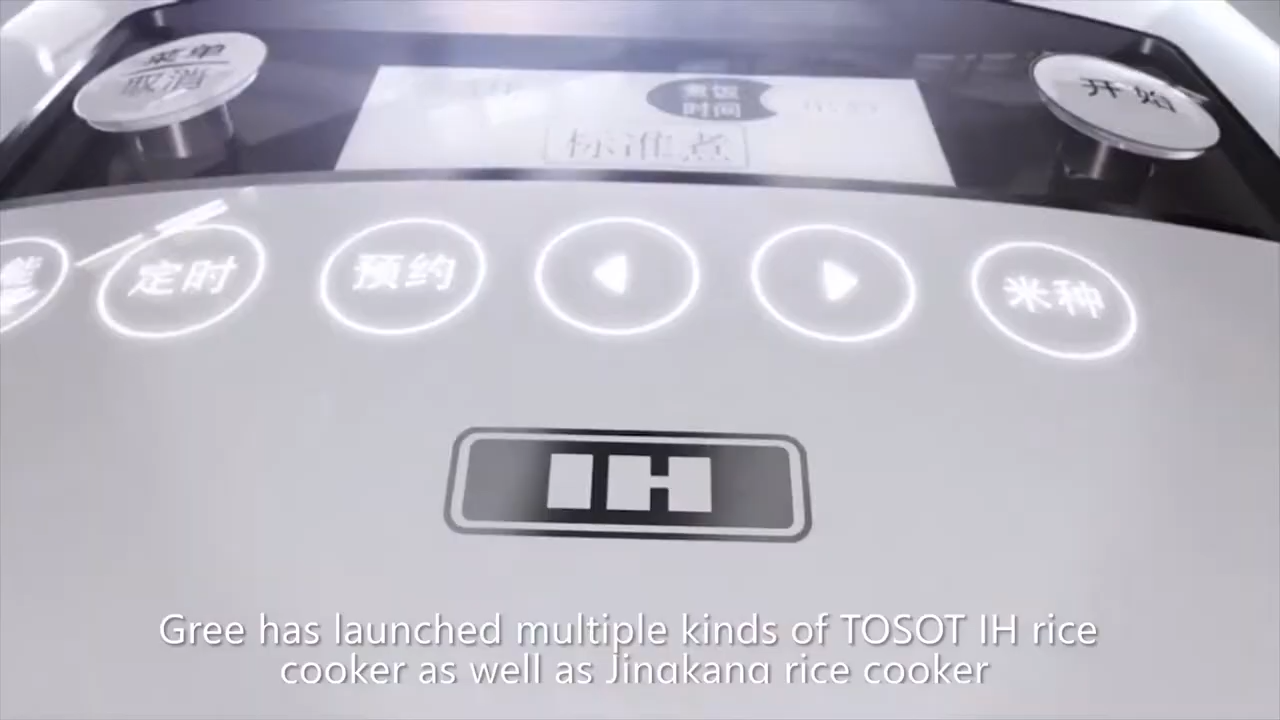 菜单
取消
煮饭
时间
标准煮
开始
定时
预约
米种
IH
Gree has launched multiple kinds of TOSOT IH rice
cooker as well as Jingkang rice cooker